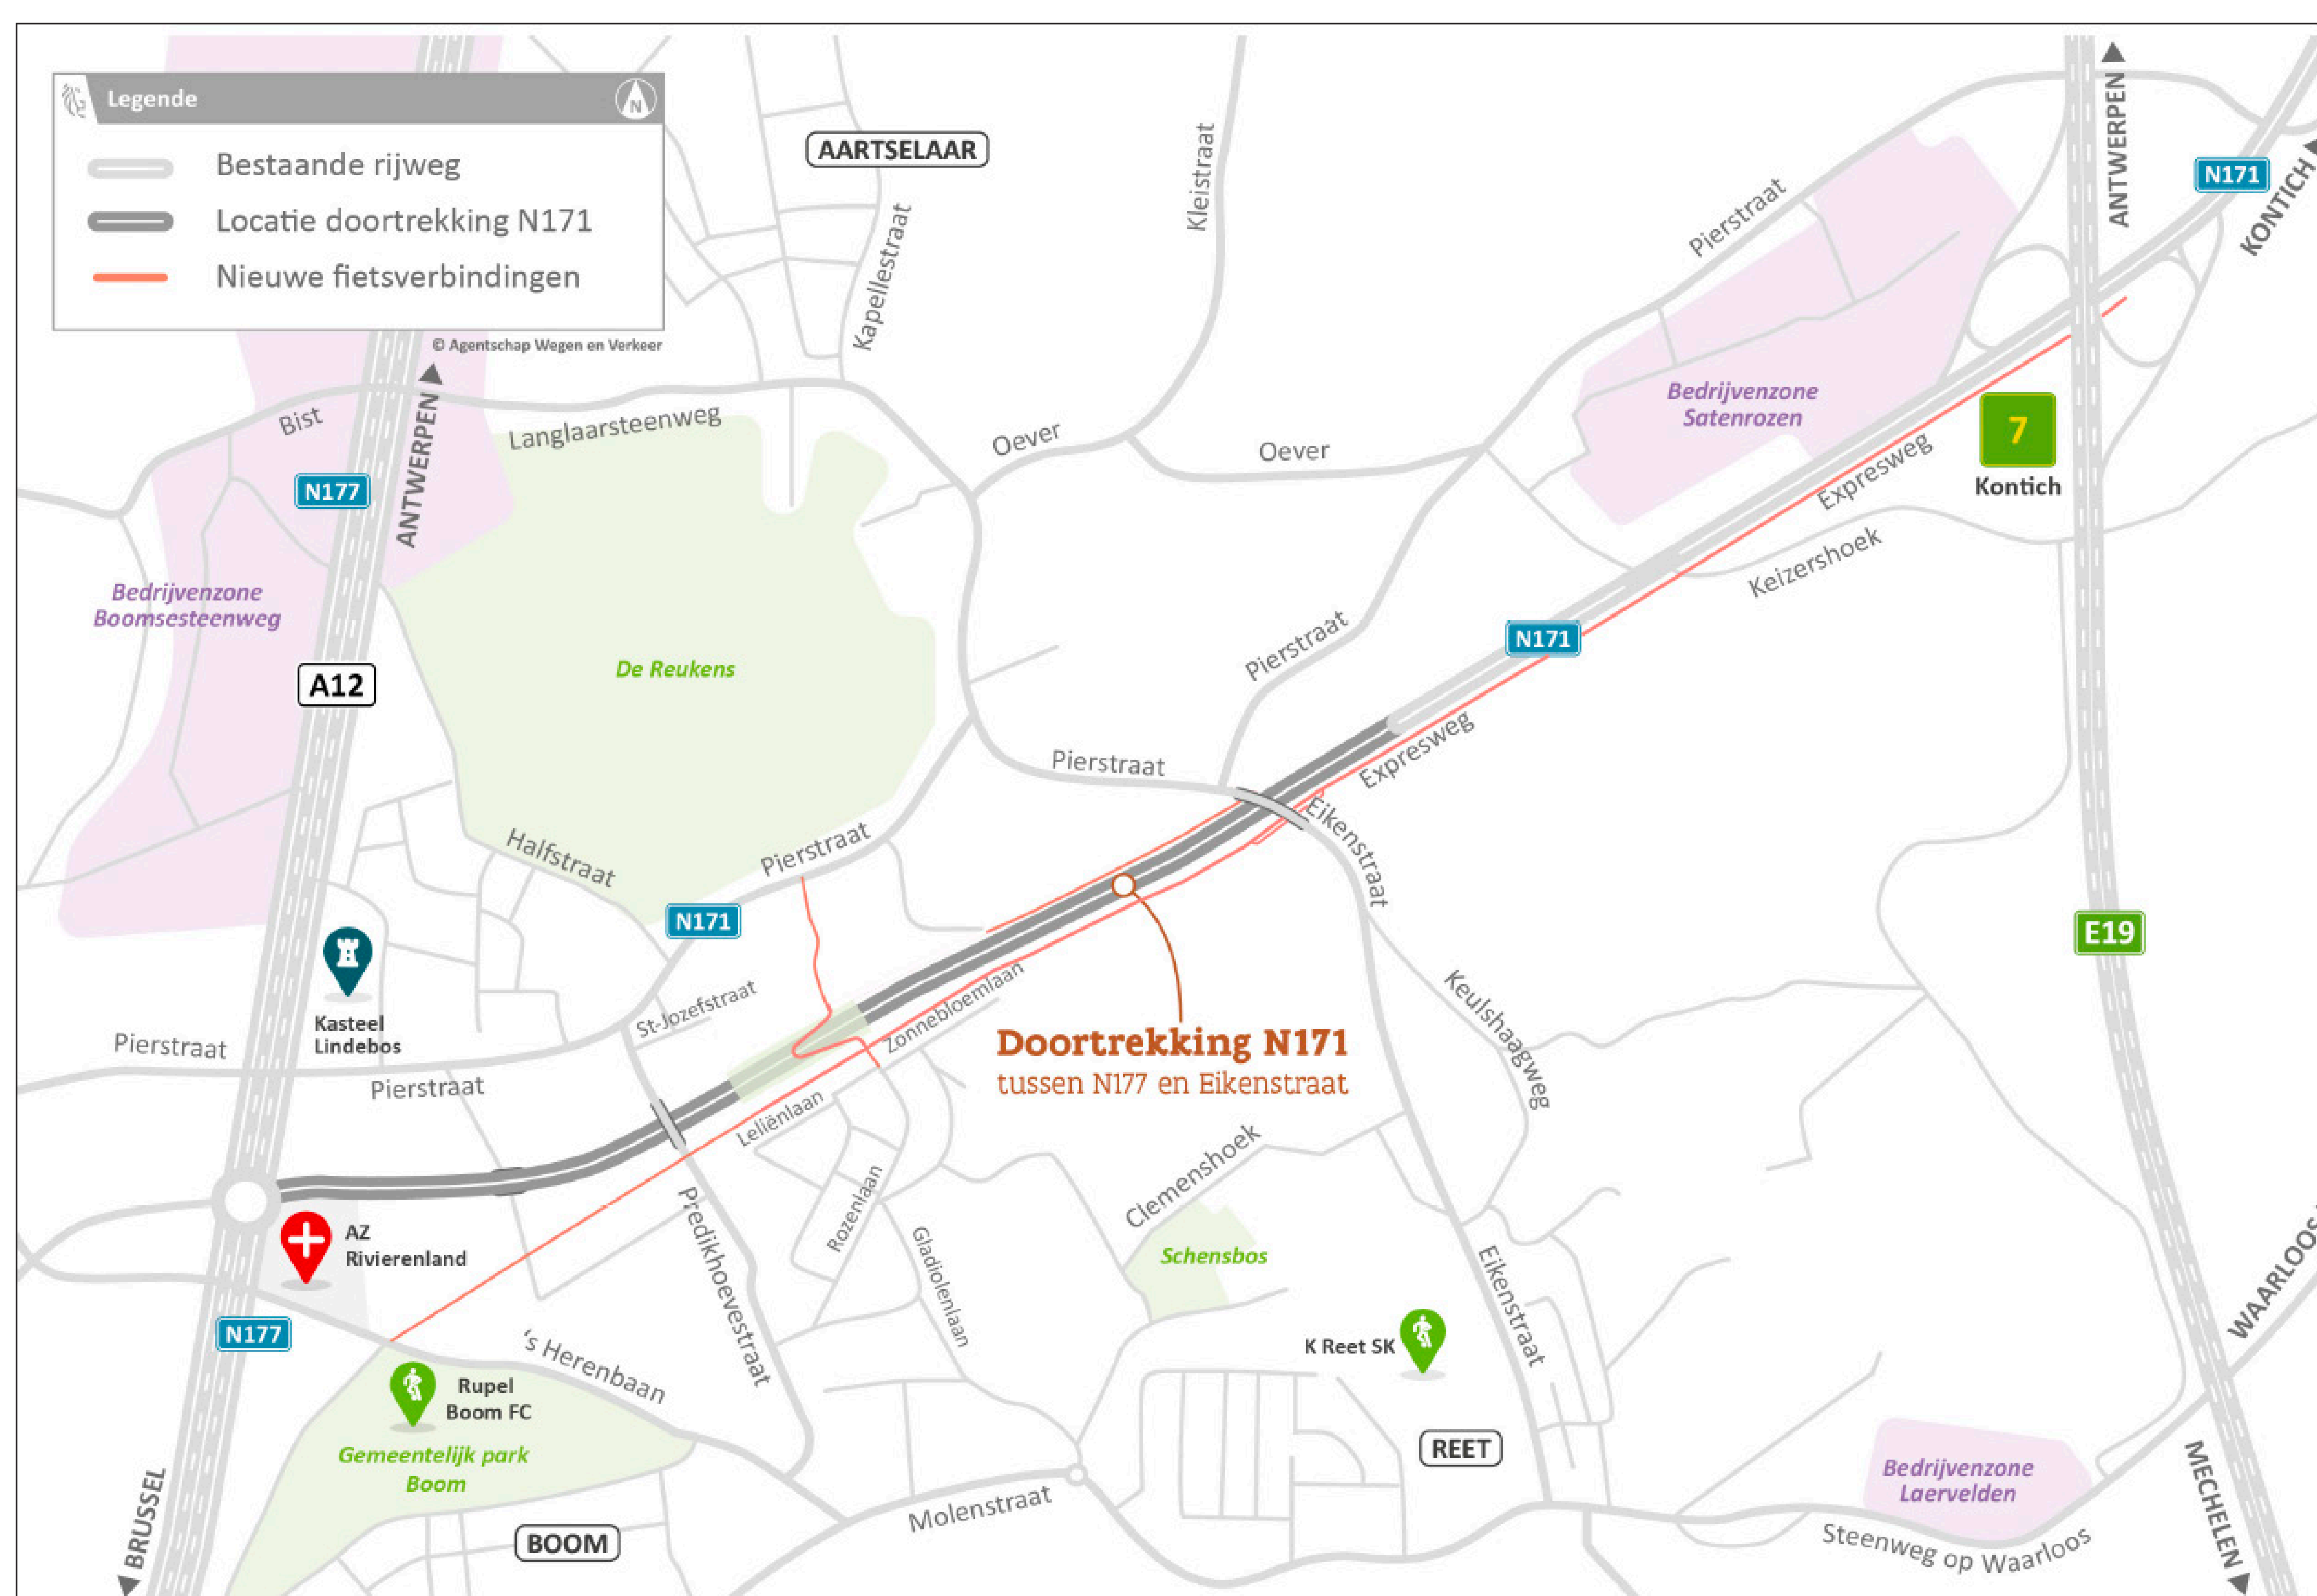 Legende
N
Bestaande rijweg
Locatie doortrekking N171
Nieuwe fietsverbindingen
© Agentschap Wegen en Verkeer
AARTSELAAR
Kapellestraat
Kleistraat
Pierstraat
ANTWERPEN
N171
KONTICH
Bist
ANTWERPEN
Langlaarsteenweg
Oever
Oever
Bedrijvenzone
Satenrozen
7
Kontich
Expresweg
Keizershoek
N177
Bedrijvenzone
Boomsesteenweg
A12
De Reukens
Pierstraat
N171
Pierstraat
Expresweg
Eikenstraat
Halfstraat
Pierstraat
N171
E19
Kasteel
Lindebos
St-Jozefstraat
Zonnebloemlaan
Keulshaagweg
Pierstraat
Pierstraat
Doortrekking N171
tussen N177 en Eikenstraat
Leliënlaan
Clemenshoek
Rozenlaan
Predikhoevestraat
Gladiolenlaan
Schensbos
AZ
Rivierenland
Eikenstraat
WAARLOOS
N177
's Herenbaan
K Reet SK
Rupel
Boom FC
Gemeentelijk park
Boom
REET
Bedrijvenzone
Laervelden
MECHELEN
BRUSSEL
BOOM
Molenstraat
Steenweg op Waarloos